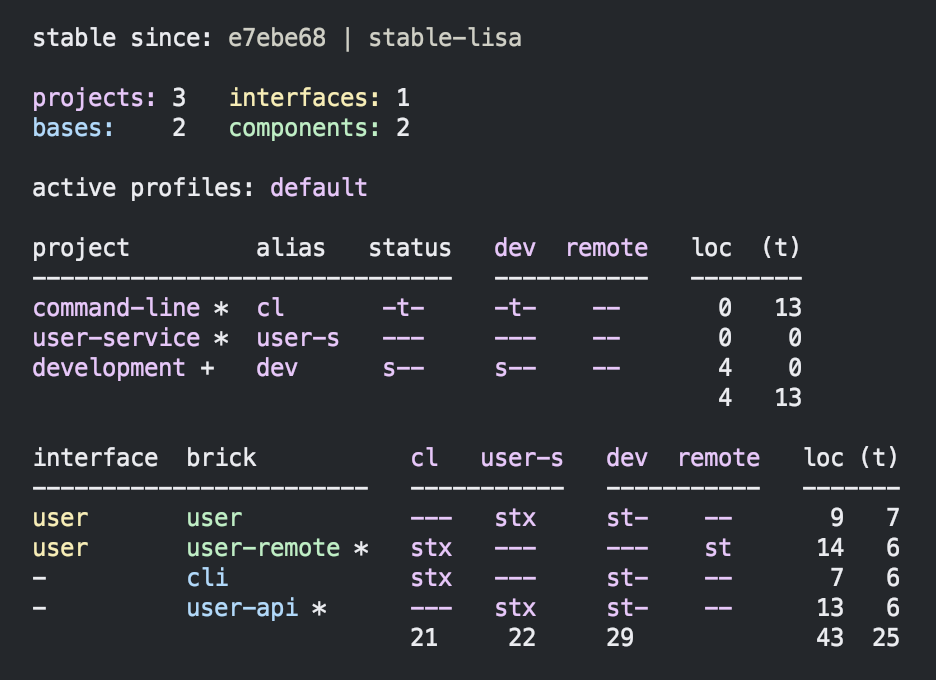 stable since: e7ebe68 | stable-lisa
projects: 3   interfaces: 1
bases:    2   components: 2
active profiles: default
project         alias   status   dev  remote   loc  (t)
------------------------------   -----------   --------
command-line *  cl       -t-     -t-    --       0   13
user-service *  user-s   ---     ---    --       0    0
development +   dev      s--     s--    --       4    0
                                                 4   13
interface  brick           cl   user-s   dev  remote   loc (t)
------------------------   -----------   -----------   -------
user       user            ---   stx     st-    --       9   7
user       user-remote *   stx   ---     ---    st      14   6
-          cli             stx   ---     st-    --       7   6
-          user-api *      ---   stx     st-    --      13   6
                           21     22     29             43  25